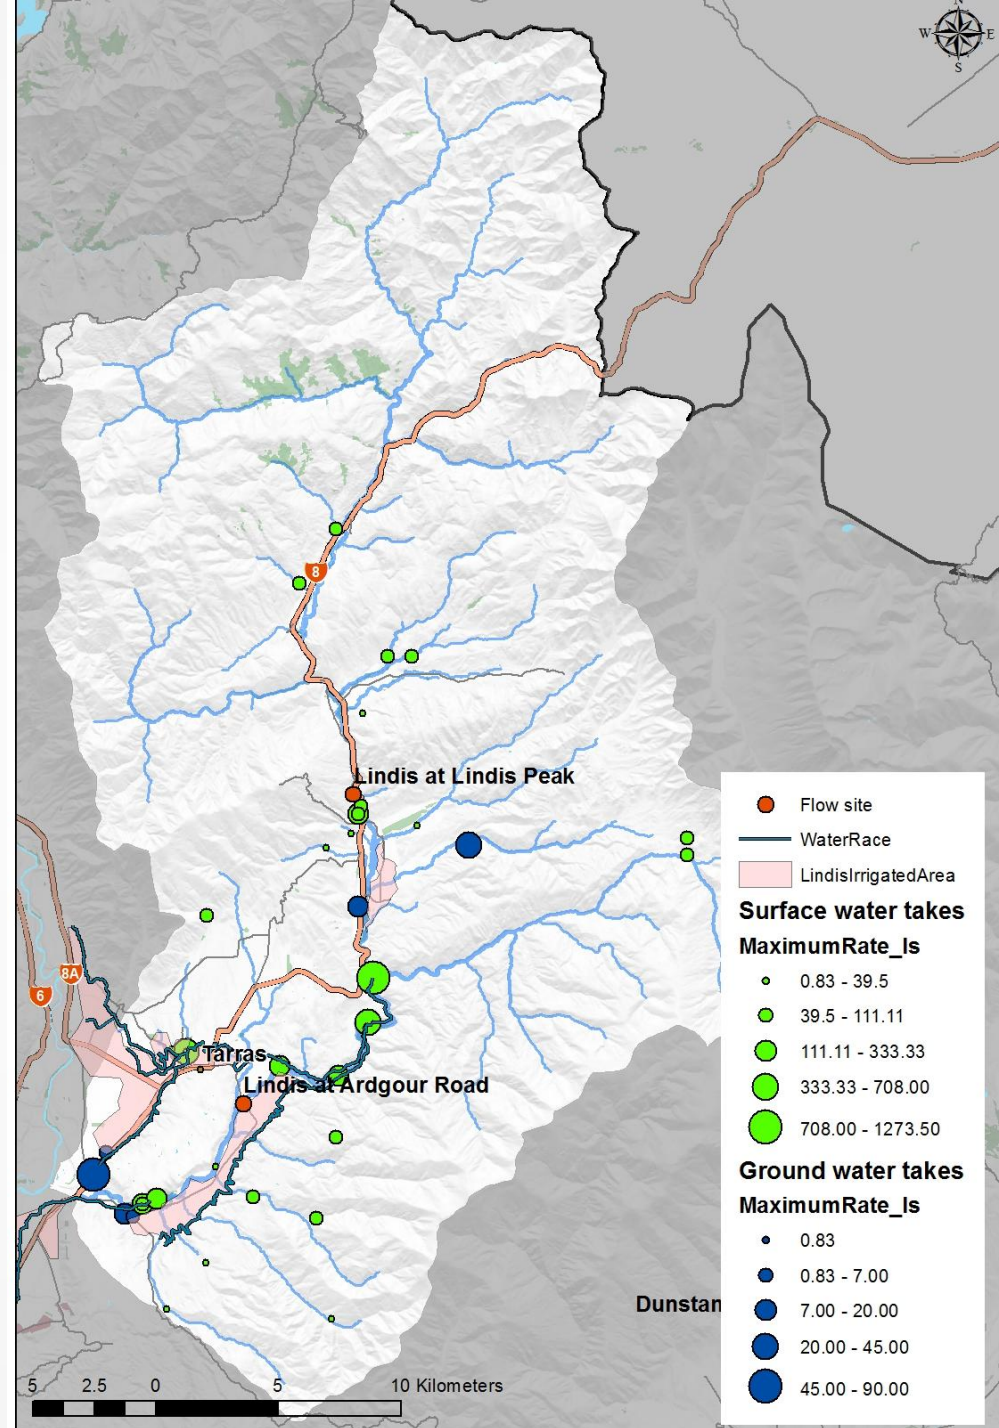 N
W E
S
8
Lindis at Lindis Peak
8A
6
Tarras
Lindis at Ardgour Road
Dunstan
Flow site
WaterRace
LindisIrrigatedArea
Surface water takes
MaximumRate_ls
0.83 - 39.5
39.5 - 111.11
111.11 - 333.33
333.33 - 708.00
708.00 - 1273.50
Ground water takes
MaximumRate_ls
0.83
0.83 - 7.00
7.00 - 20.00
20.00 - 45.00
45.00 - 90.00
5 2.5 0 5 10 Kilometers